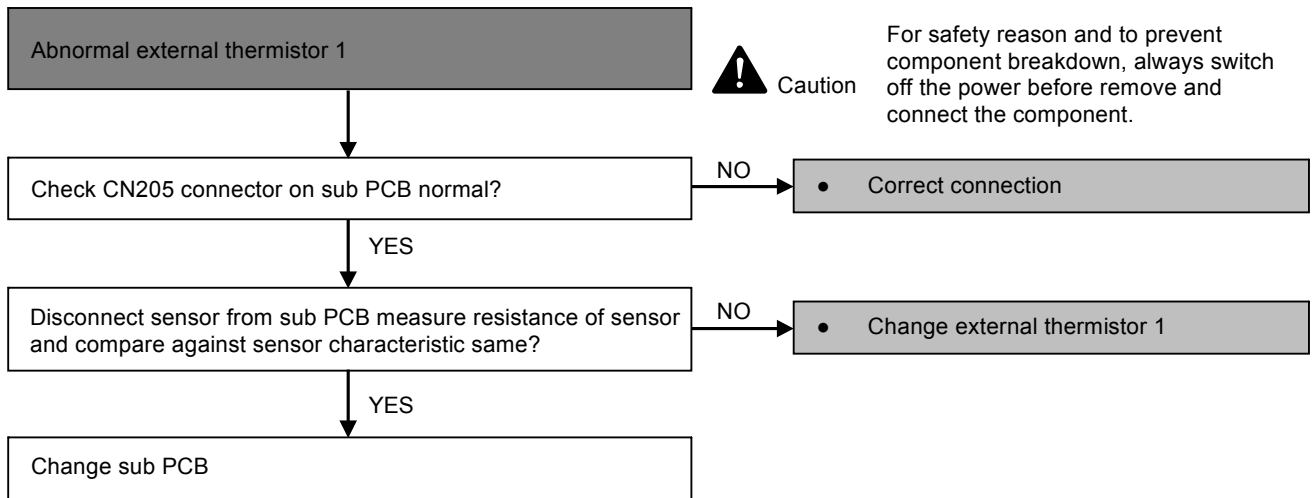 Abnormal external thermistor 1
Caution
For safety reason and to prevent
component breakdown, always switch
off the power before remove and
connect the component.
Check CN205 connector on sub PCB normal?
NO
● Correct connection
YES
Disconnect sensor from sub PCB measure resistance of sensor
and compare against sensor characteristic same?
NO
● Change external thermistor 1
YES
Change sub PCB